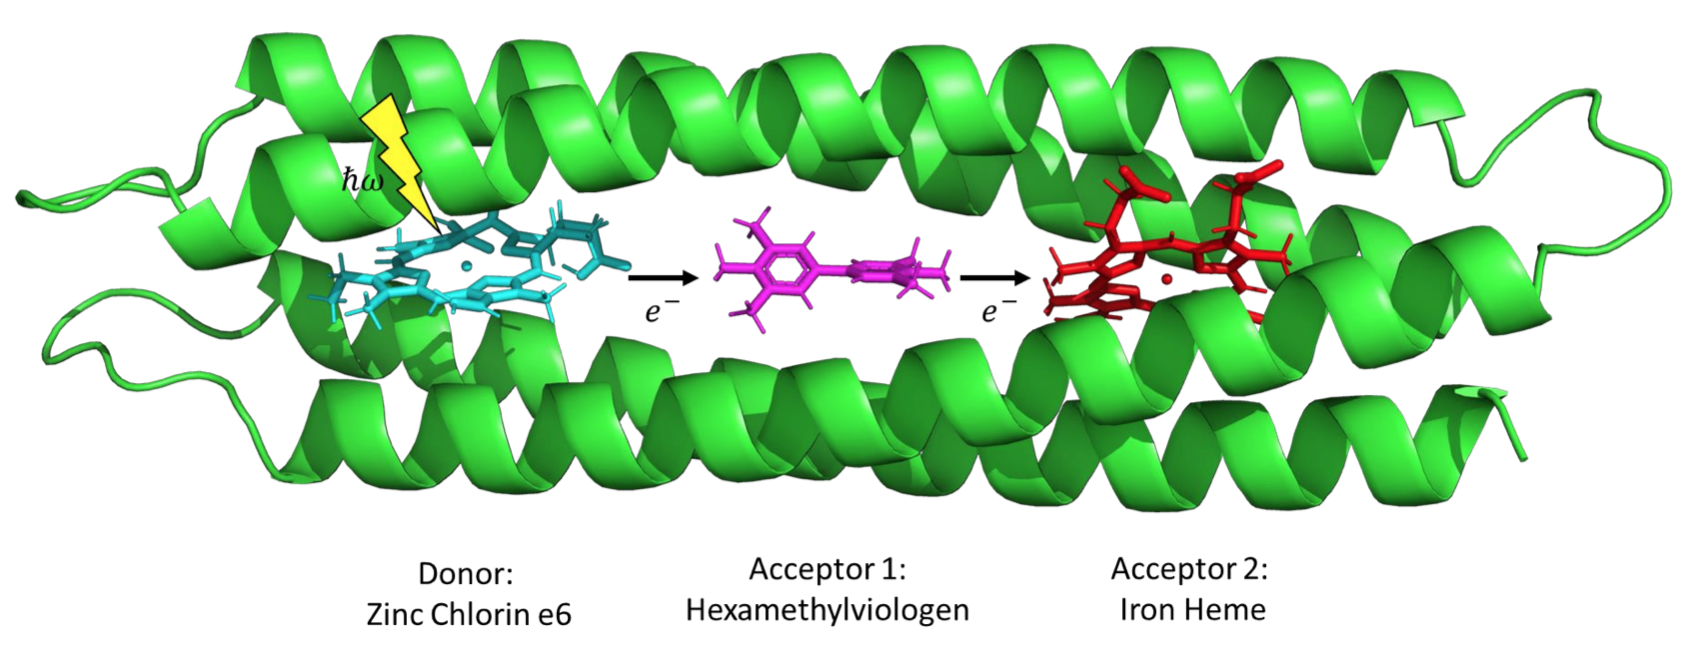 ℏω
e⁻
e⁻
Donor:
Zinc Chlorin e6
Acceptor 1:
Hexamethylviologen
Acceptor 2:
Iron Heme